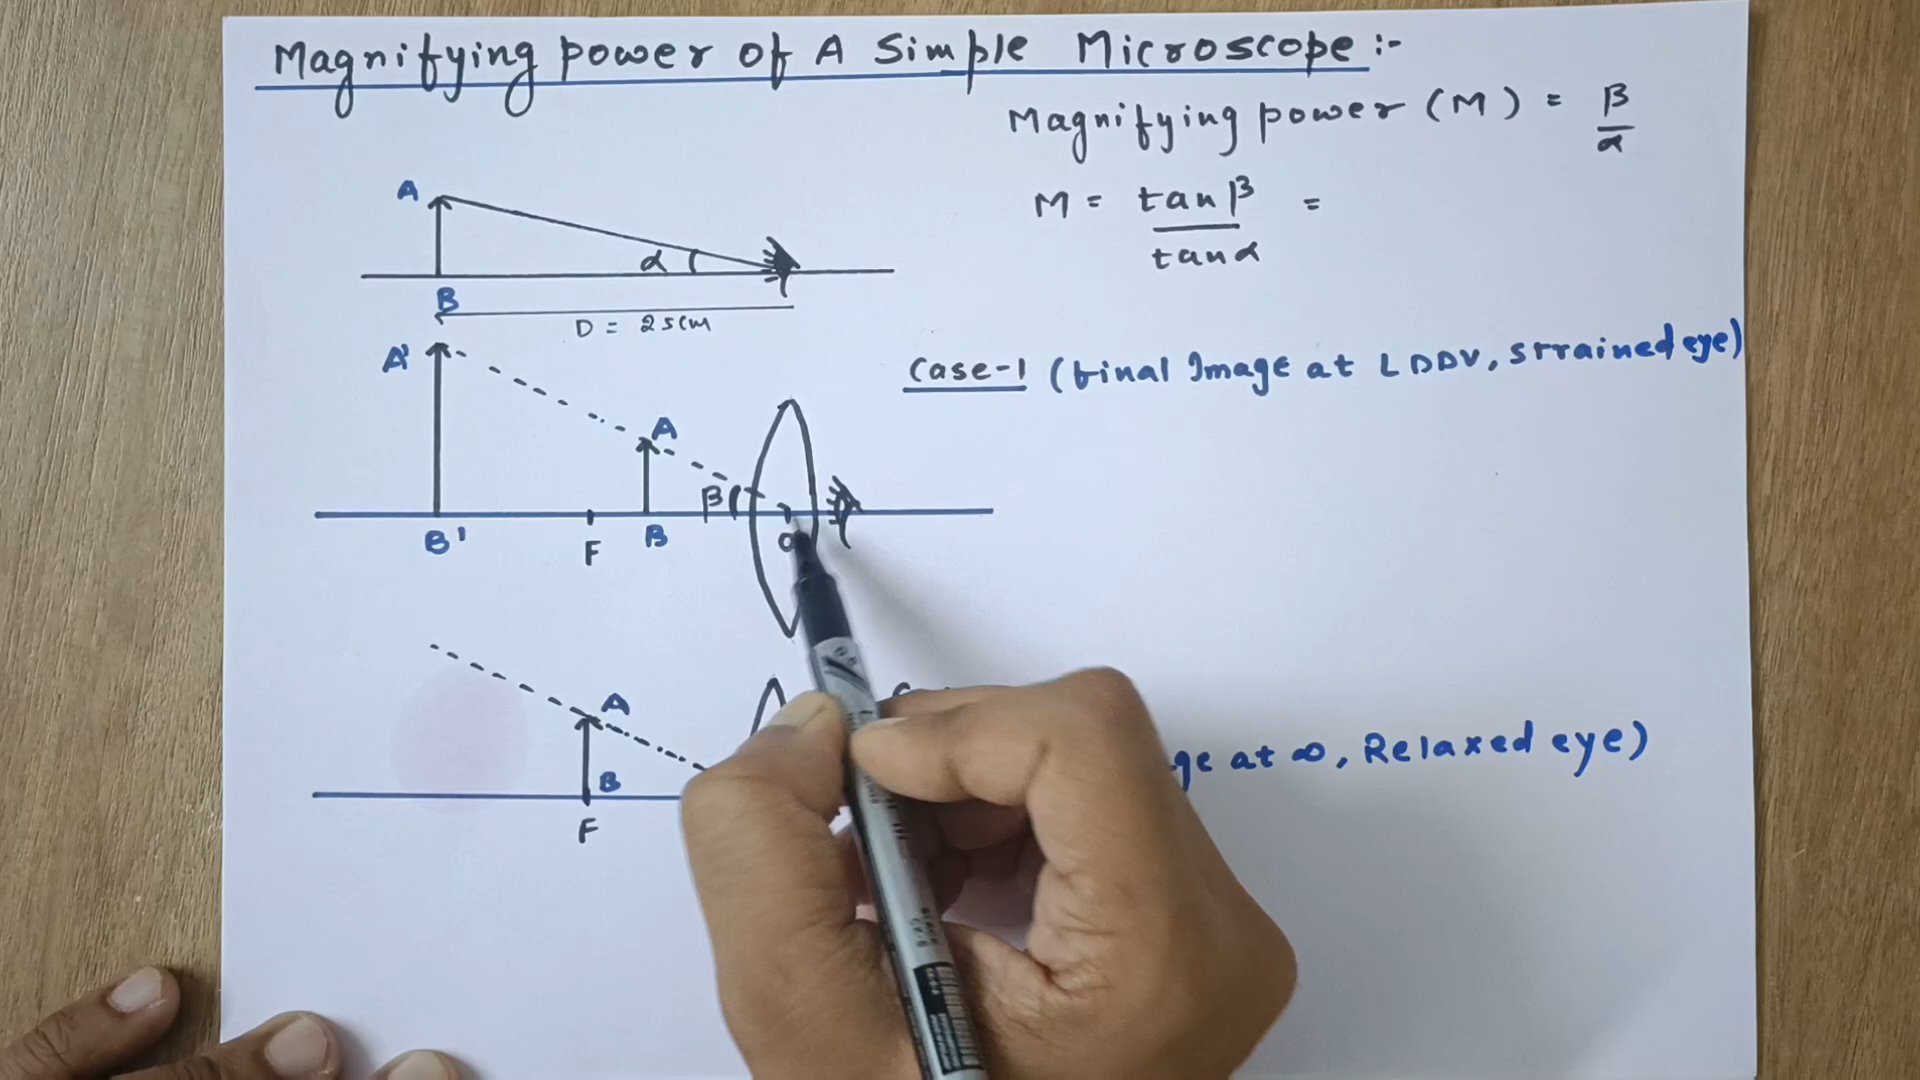 Magnifying power of A Simple Microscope :-
Magnifying power (M) = β/α
M = tanβ/tanα =
A
α
B
D = 25cm
Case-1 (final Image at LDDV, strained eye)
A'
A
β
B'
F
B
O
A
ge at ∞, Relaxed eye)
B
F